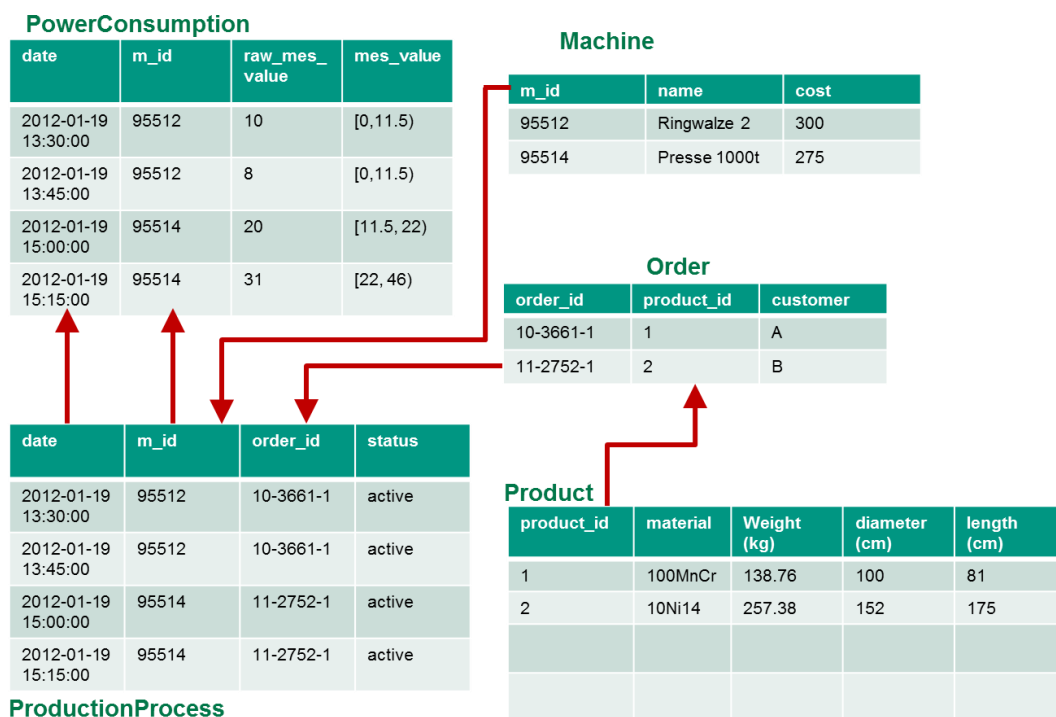 PowerConsumption
date m_id raw_mes_ mes_value
value
2012-01-19 95512 10 [0,11.5)
13:30:00
2012-01-19 95512 8 [0,11.5)
13:45:00
2012-01-19 95514 20 [11.5, 22)
15:00:00
2012-01-19 95514 31 [22, 46)
15:15:00
Machine
m_id name cost
95512 Ringwalze 2 300
95514 Presse 1000t 275
Order
order_id product_id customer
10-3661-1 1 A
11-2752-1 2 B
date m_id order_id status
2012-01-19 95512 10-3661-1 active
13:30:00
2012-01-19 95512 10-3661-1 active
13:45:00
2012-01-19 95514 11-2752-1 active
15:00:00
2012-01-19 95514 11-2752-1 active
15:15:00
ProductionProcess
Product
product_id material Weight diameter length
(kg) (cm) (cm)
1 100MnCr 138.76 100 81
2 10Ni14 257.38 152 175